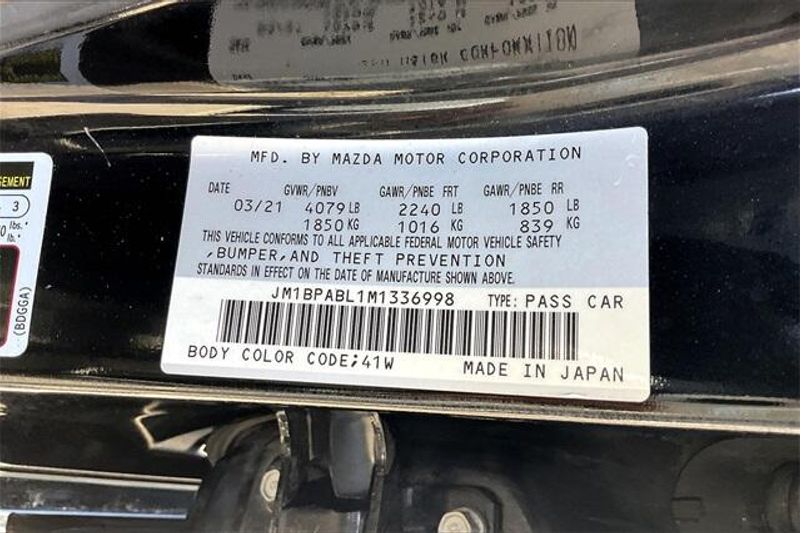 MFD. BY MAZDA MOTOR CORPORATION
DATE GVWR/PNBV GAWR/PNBE FRT GAWR/PNBE RR
03/21 4079 LB 2240 LB 1850 LB
1850 KG 1016 KG 839 KG
THIS VEHICLE CONFORMS TO ALL APPLICABLE FEDERAL MOTOR VEHICLE SAFETY
,BUMPER,AND THEFT PREVENTION
STANDARDS IN EFFECT ON THE DATE OF MANUFACTURE SHOWN ABOVE.
JM1BPABL1M1336998 TYPE: PASS CAR
BODY COLOR CODE;41W MADE IN JAPAN
3
lbs.
lb.
(BDGGA)